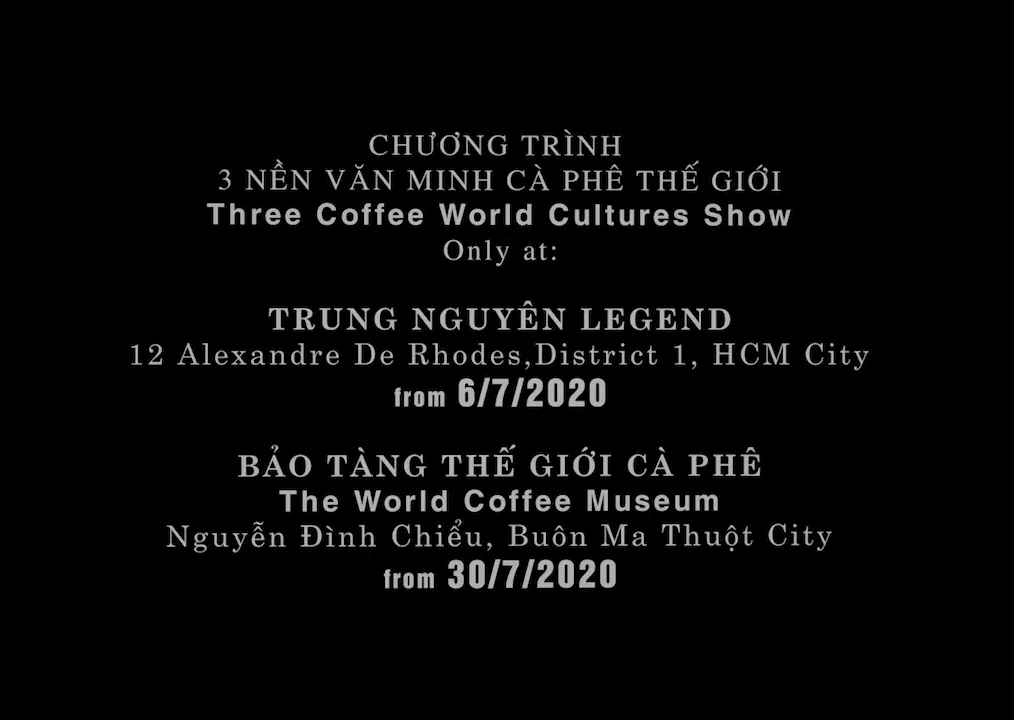 CHƯƠNG TRÌNH
3 NỀN VĂN MINH CÀ PHÊ THẾ GIỚI
Three Coffee World Cultures Show
Only at:
TRUNG NGUYÊN LEGEND
12 Alexandre De Rhodes,District 1, HCM City
from 6/7/2020
BẢO TÀNG THẾ GIỚI CÀ PHÊ
The World Coffee Museum
Nguyễn Đình Chiểu, Buôn Ma Thuột City
from 30/7/2020